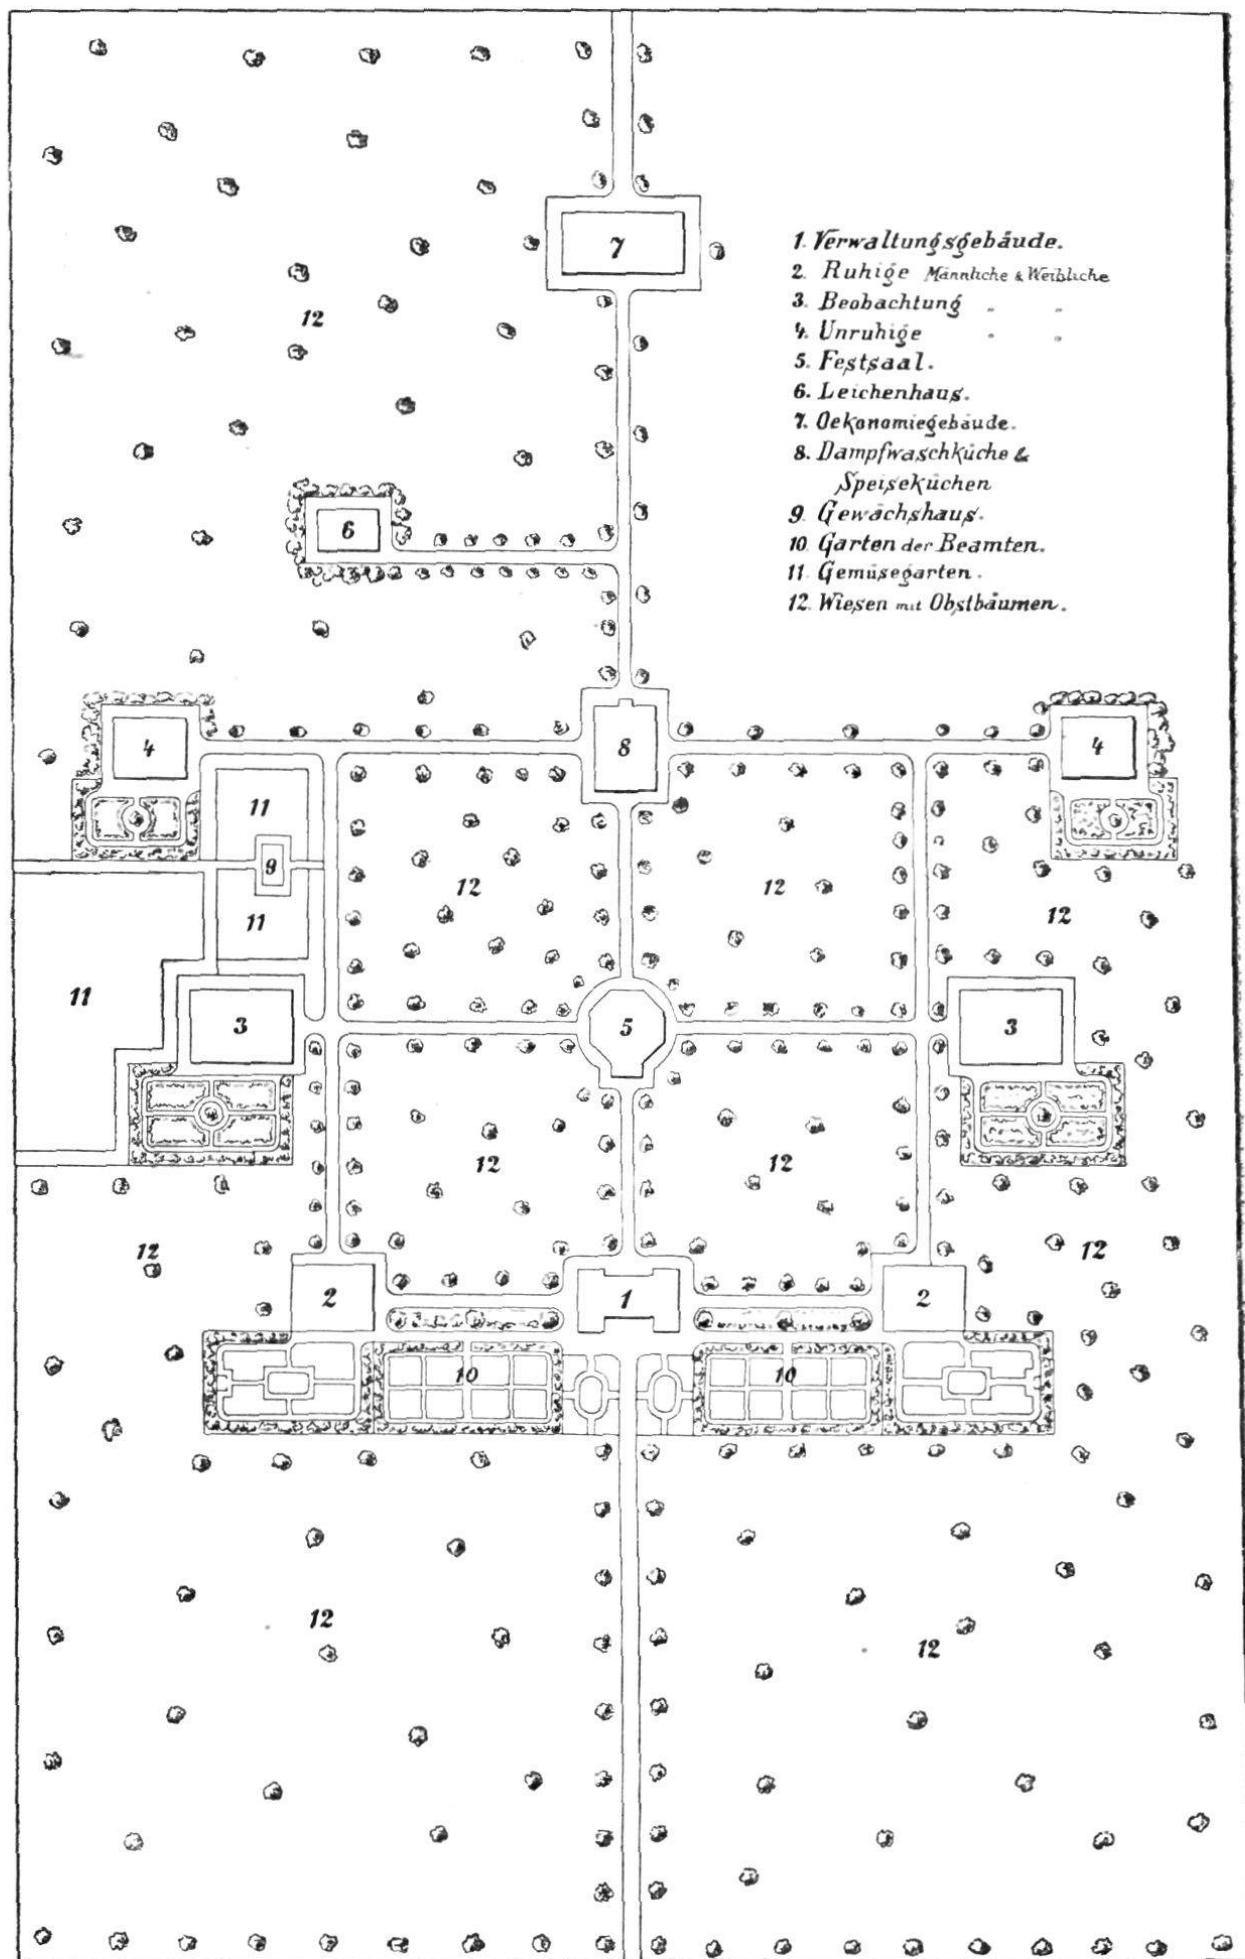 7
1. Verwaltungsgebäude.
2. Ruhige Männliche & Weibliche
12
3. Beobachtung " "
4. Unruhige " "
5. Festsaal.
6. Leichenhaus.
7. Oekonomiegebäude.
8. Dampfwaschküche &
Speiseküchen
9. Gewächshaus.
10. Garten der Beamten.
11. Gemüsegarten.
12. Wiesen mit Obstbäumen.
6
4 8 4
11
9 12 12
11 12
11 3 5 3
12 12
12 12
2 1 2
10 10
12 12